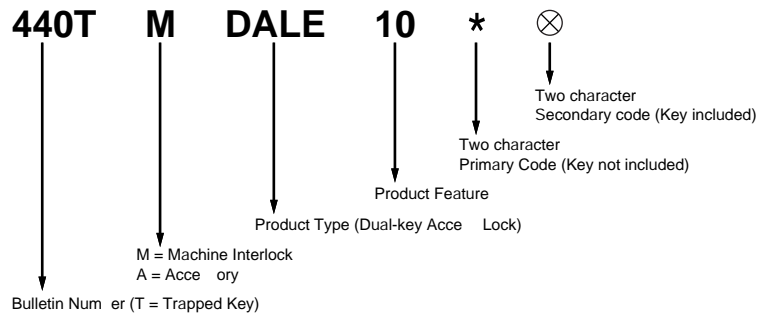 440T M DALE 10 * ⊗
Two character
Secondary code (Key included)
Two character
Primary Code (Key not included)
Product Feature
Product Type (Dual-key Acce Lock)
M = Machine Interlock
A = Acce ory
Bulletin Num er (T = Trapped Key)